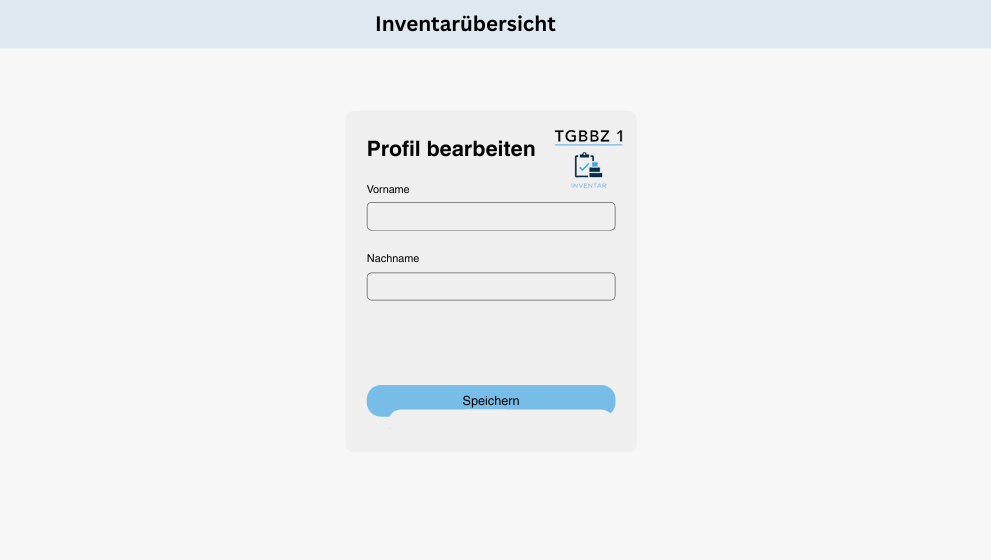 Inventarübersicht
Profil bearbeiten
TGBBZ 1
INVENTAR
Vorname
Nachname
Speichern